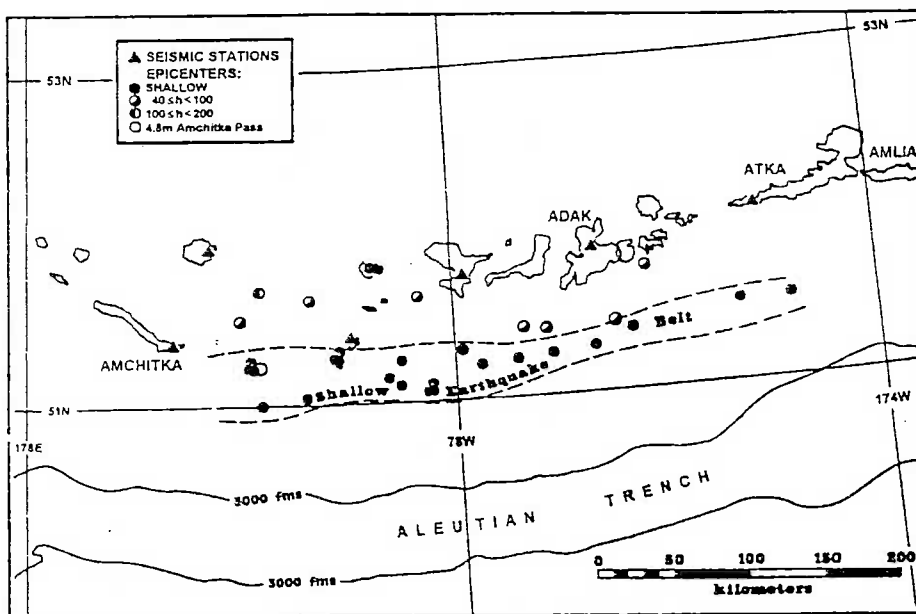 53N
53N
SEISMIC STATIONS
EPICENTERS:
SHALLOW
40 ≤ h < 100
100 ≤ h < 200
4.8m Amchitka Pass
ATKA
AMLIA
ADAK
AMCHITKA
Belt
Earthquake
Shallow
51N
178E
78W
174W
3000 fms
ALEUTIAN TRENCH
3000 fms
0 50 100 150 200
kilometers